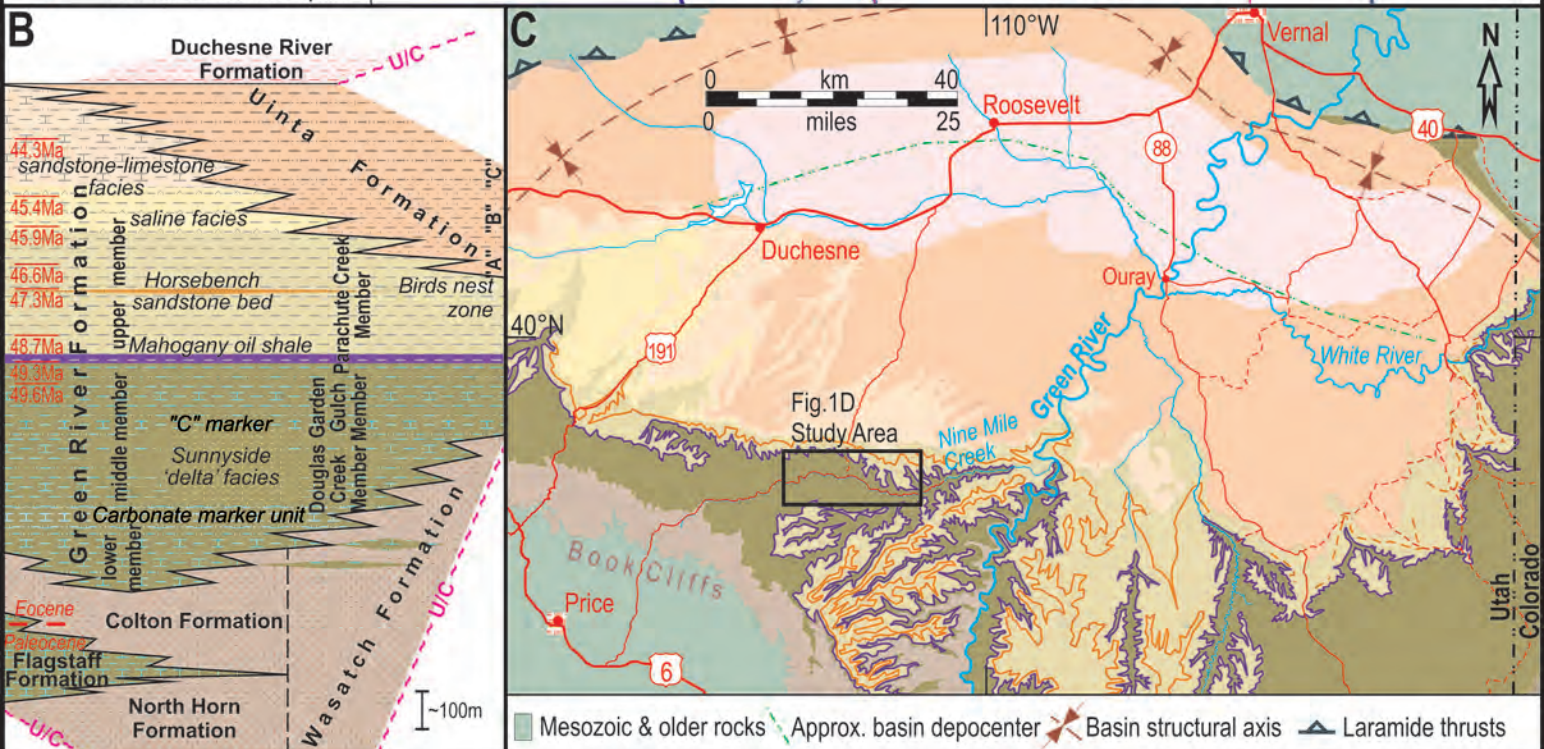 B
Duchesne River
Formation
~ U/C ~ ~ ~
Uinta Formation
44.3Ma
sandstone-limestone
facies
45.4Ma
saline facies
45.9Ma
"A" "B" "C"
46.6Ma
Horsebench
sandstone bed
47.3Ma
Birds nest
zone
Green River Formation
upper member
Parachute Creek
Member
48.7Ma
Mahogany oil shale
49.3Ma
49.6Ma
middle member
"C" marker
Sunnyside
'delta' facies
Garden
Gulch
Member
Douglas
Creek
Member
Carbonate marker unit
lower
member
Eocene
Paleocene
Colton Formation
Flagstaff
Formation
North Horn
Formation
Wasatch Formation
U/C
~U/C~
~100m
C
110°W
Vernal
N
0 km 40
0 miles 25
Roosevelt
88
40
Duchesne
Ouray
40°N
191
Green River
White River
Fig.1D
Study Area
Nine Mile
Creek
Book Cliffs
Price
6
Utah
Colorado
Mesozoic & older rocks
Approx. basin depocenter
Basin structural axis
Laramide thrusts